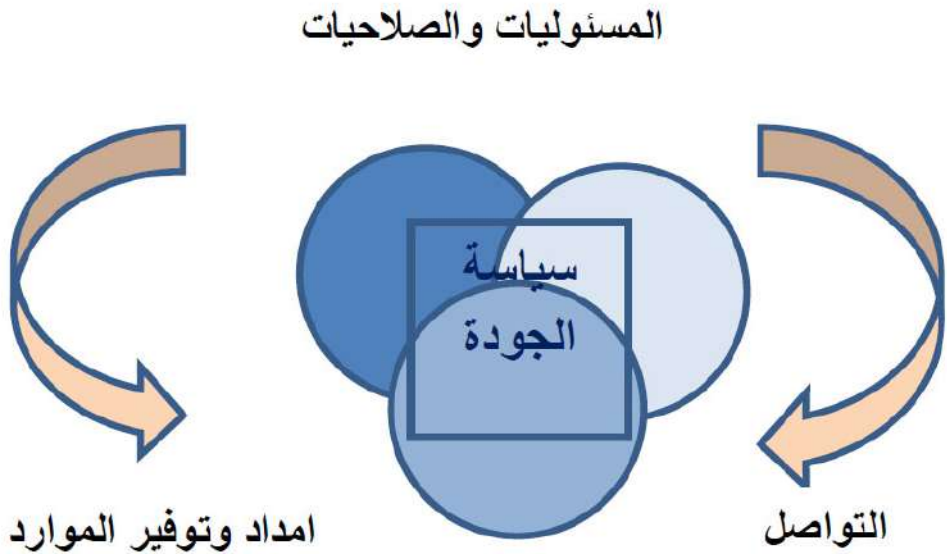 المسئوليات والصلاحيات
سياسة
الجودة
التواصل
امداد وتوفير الموارد